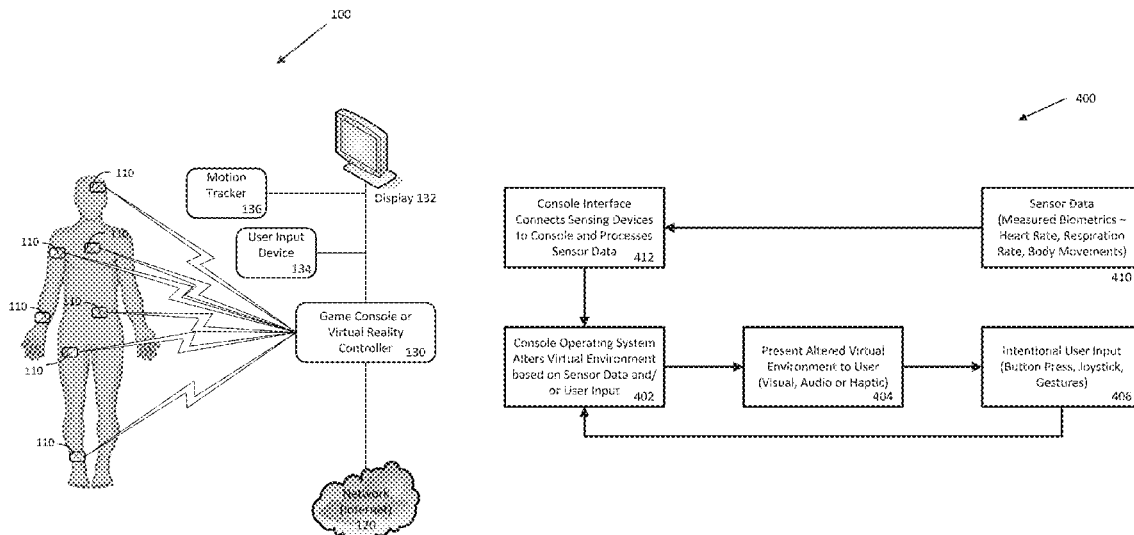 100
110
Motion
Tracker
136
Display 132
110
110
User Input
Device
134
110
110
Game Console or
Virtual Reality
Controller
130
110
110
Network
(Internet)
120
400
Console Interface
Connects Sensing Devices
to Console and Processes
Sensor Data
412
Sensor Data
(Measured Biometrics –
Heart Rate, Respiration
Rate, Body Movements)
410
Console Operating System
Alters Virtual Environment
based on Sensor Data and/
or User Input
402
Present Altered Virtual
Environment to User
(Visual, Audio or Haptic)
404
Intentional User Input
(Button Press, Joystick,
Gestures)
406